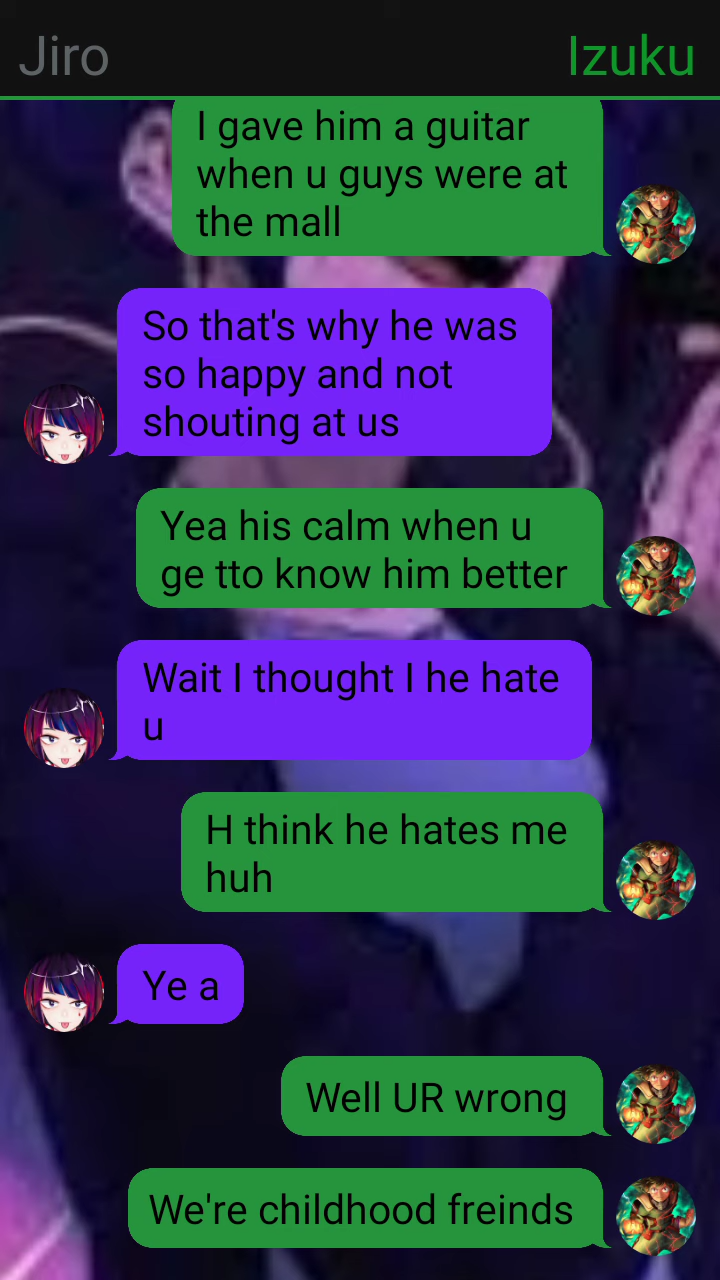 Jiro
Izuku
I gave him a guitar
when u guys were at
the mall
So that's why he was
so happy and not
shouting at us
Yea his calm when u
ge tto know him better
Wait I thought I he hate
u
H think he hates me
huh
Ye a
Well UR wrong
We're childhood freinds